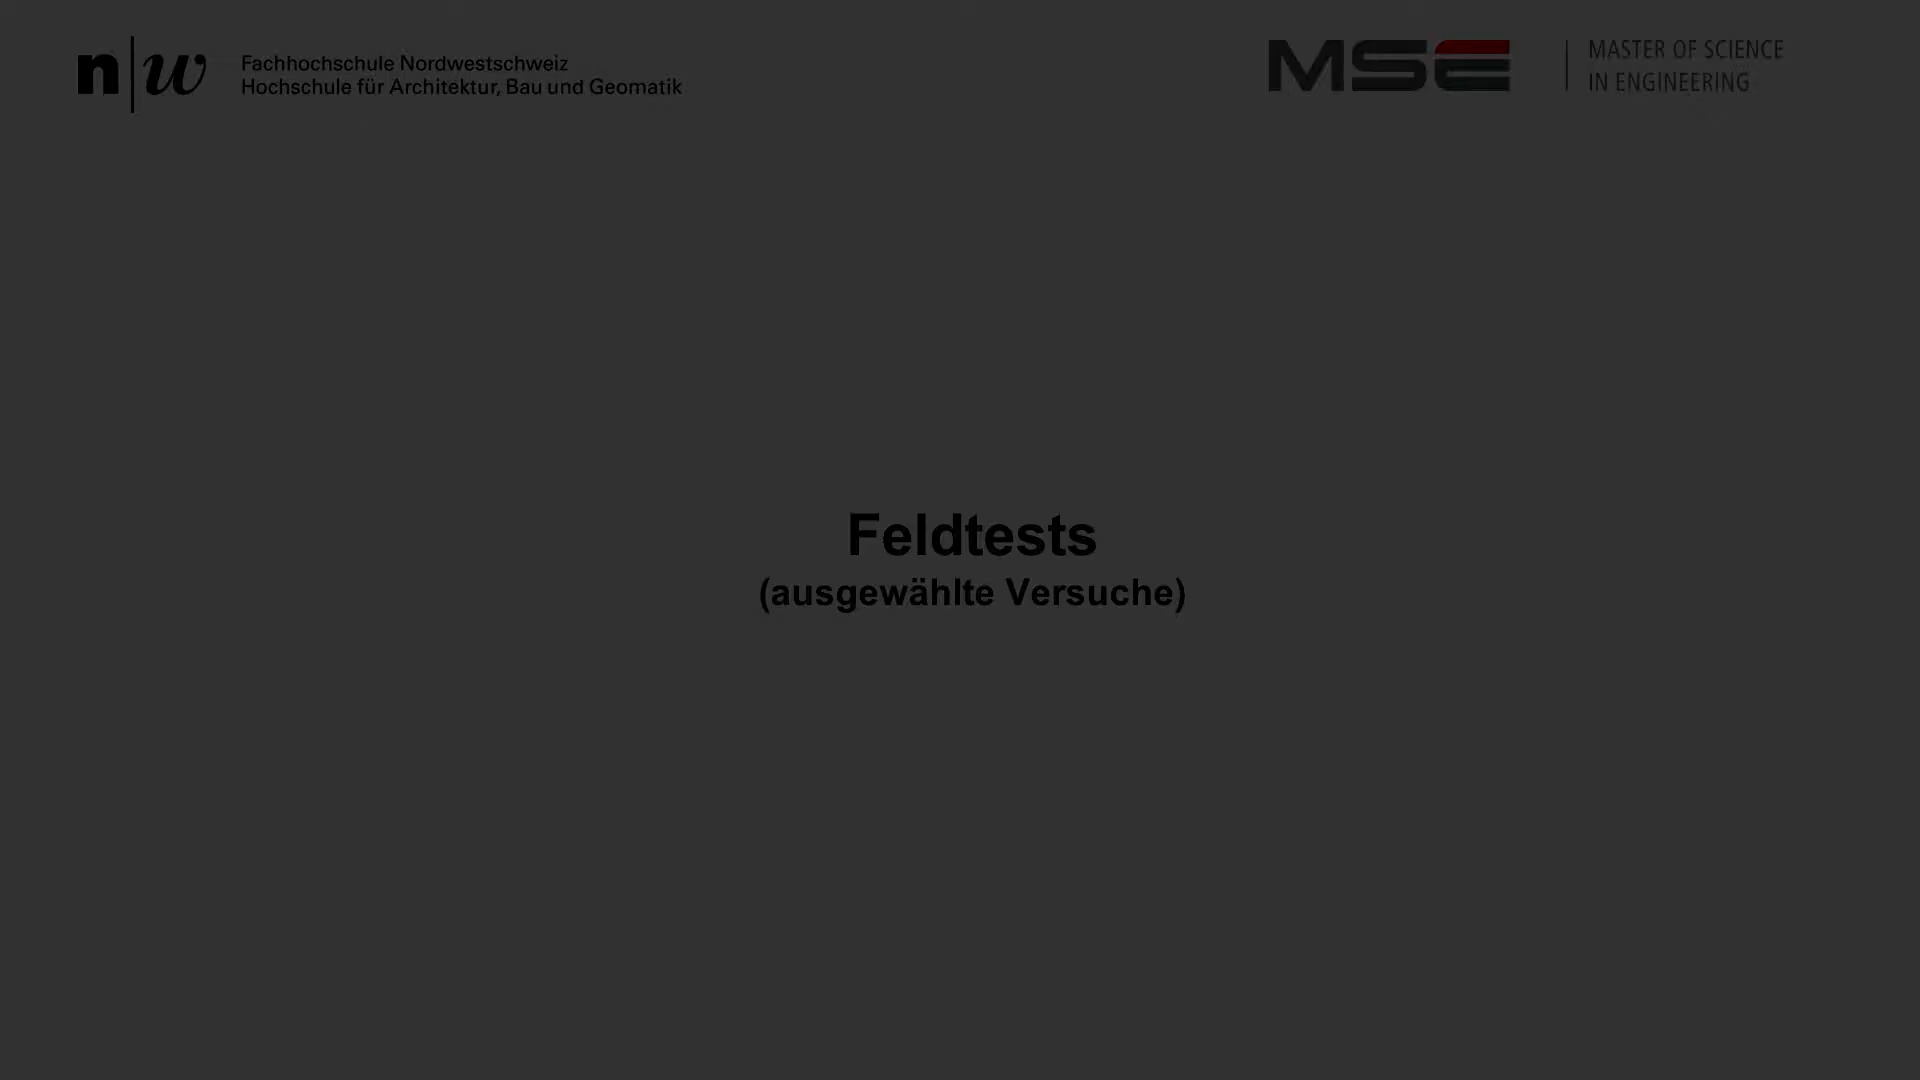 n|w
Fachhochschule Nordwestschweiz
Hochschule für Architektur, Bau und Geomatik
MSE
MASTER OF SCIENCE
IN ENGINEERING
Feldtests
(ausgewählte Versuche)